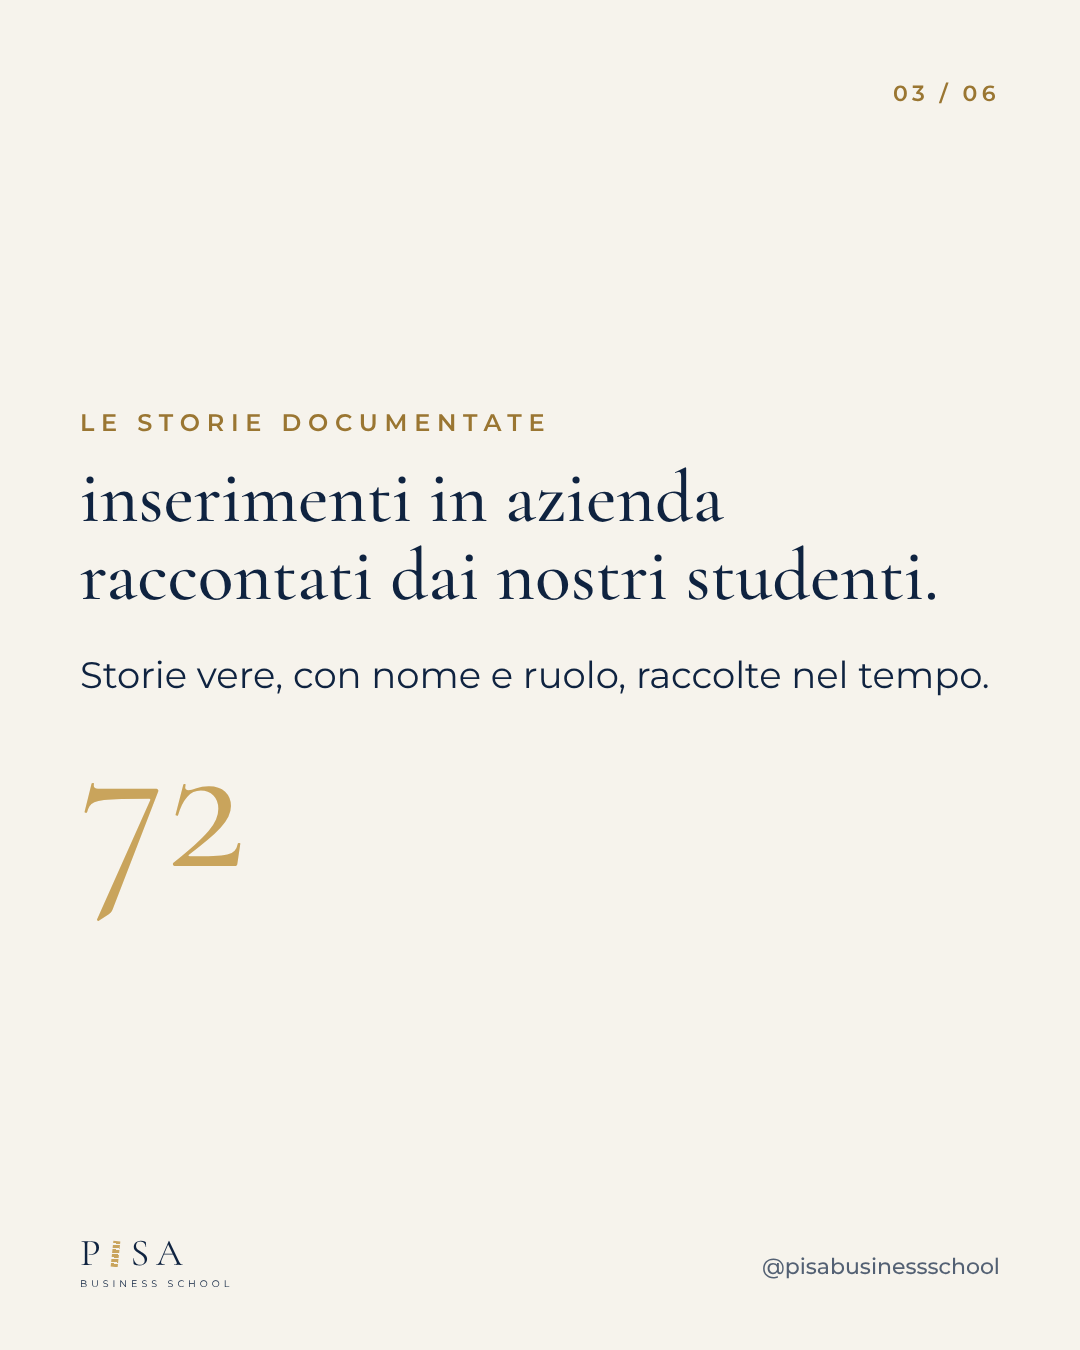 03 / 06
LE STORIE DOCUMENTATE
inserimenti in azienda
raccontati dai nostri studenti.
Storie vere, con nome e ruolo, raccolte nel tempo.
72
PISA
BUSINESS SCHOOL
@pisabusinessschool